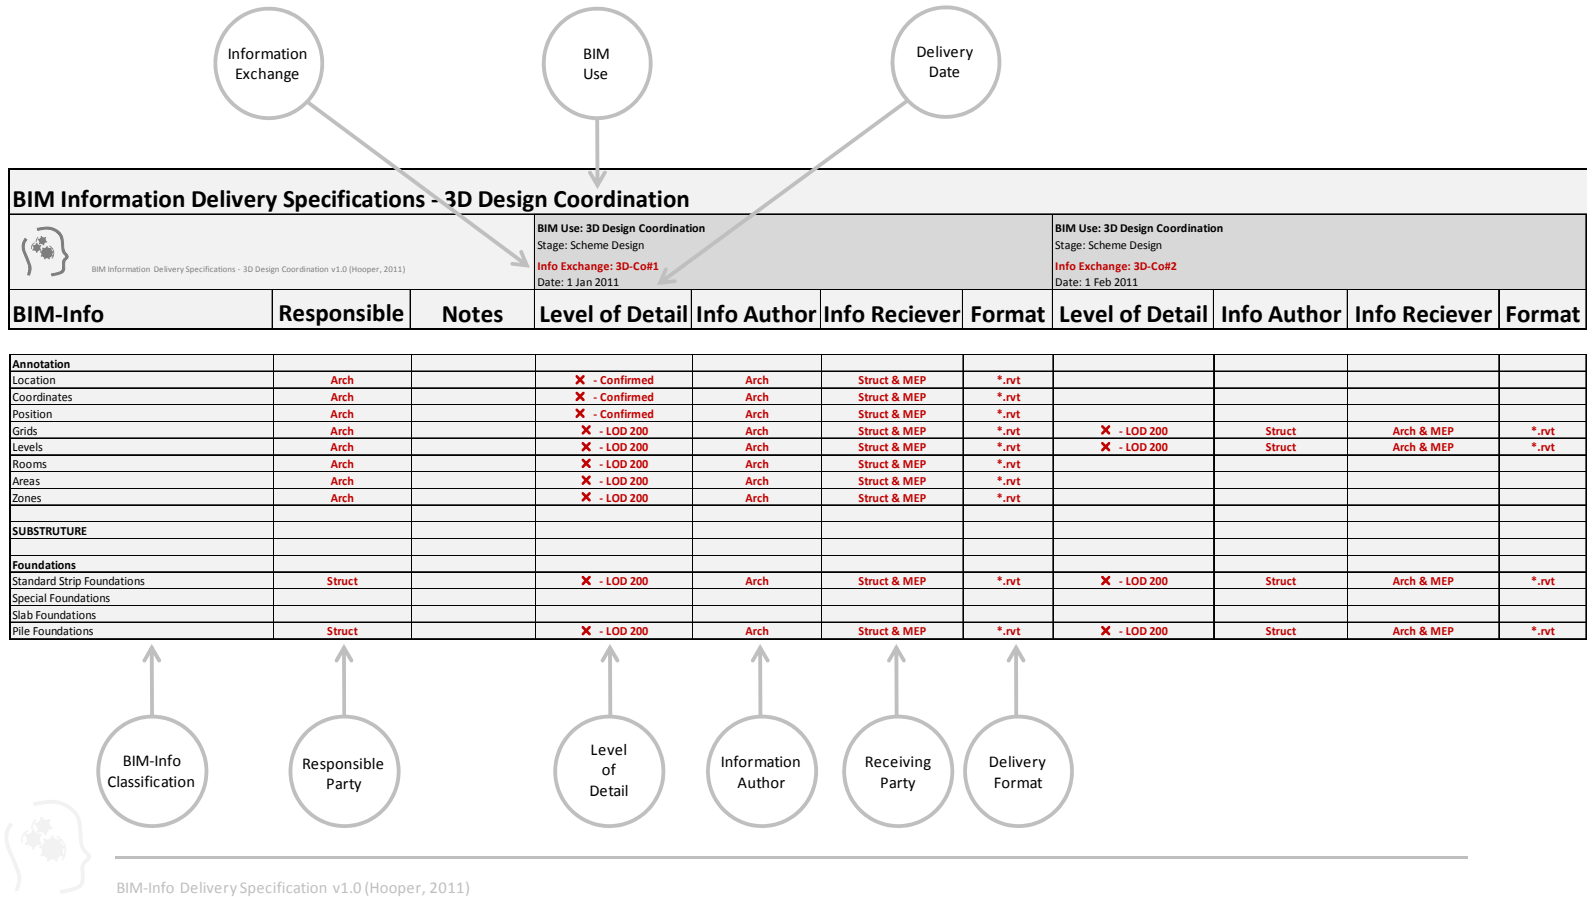 Information
Exchange
BIM
Use
Delivery
Date
BIM Information Delivery Specifications - 3D Design Coordination
BIM Information Delivery Specifications - 3D Design Coordination v1.0 (Hooper, 2011)
BIM Use: 3D Design Coordination
Stage: Scheme Design
Info Exchange: 3D-Co#1
Date: 1 Jan 2011
BIM Use: 3D Design Coordination
Stage: Scheme Design
Info Exchange: 3D-Co#2
Date: 1 Feb 2011
BIM-Info Responsible Notes Level of Detail Info Author Info Reciever Format Level of Detail Info Author Info Reciever Format
Annotation
Location Arch ✕ - Confirmed Arch Struct & MEP *.rvt
Coordinates Arch ✕ - Confirmed Arch Struct & MEP *.rvt
Position Arch ✕ - Confirmed Arch Struct & MEP *.rvt
Grids Arch ✕ - LOD 200 Arch Struct & MEP *.rvt ✕ - LOD 200 Struct Arch & MEP *.rvt
Levels Arch ✕ - LOD 200 Arch Struct & MEP *.rvt ✕ - LOD 200 Struct Arch & MEP *.rvt
Rooms Arch ✕ - LOD 200 Arch Struct & MEP *.rvt
Areas Arch ✕ - LOD 200 Arch Struct & MEP *.rvt
Zones Arch ✕ - LOD 200 Arch Struct & MEP *.rvt
SUBSTRUTURE
Foundations
Standard Strip Foundations Struct ✕ - LOD 200 Arch Struct & MEP *.rvt ✕ - LOD 200 Struct Arch & MEP *.rvt
Special Foundations
Slab Foundations
Pile Foundations Struct ✕ - LOD 200 Arch Struct & MEP *.rvt ✕ - LOD 200 Struct Arch & MEP *.rvt
BIM-Info
Classification
Responsible
Party
Level
of
Detail
Information
Author
Receiving
Party
Delivery
Format
BIM-Info Delivery Specification v1.0 (Hooper, 2011)